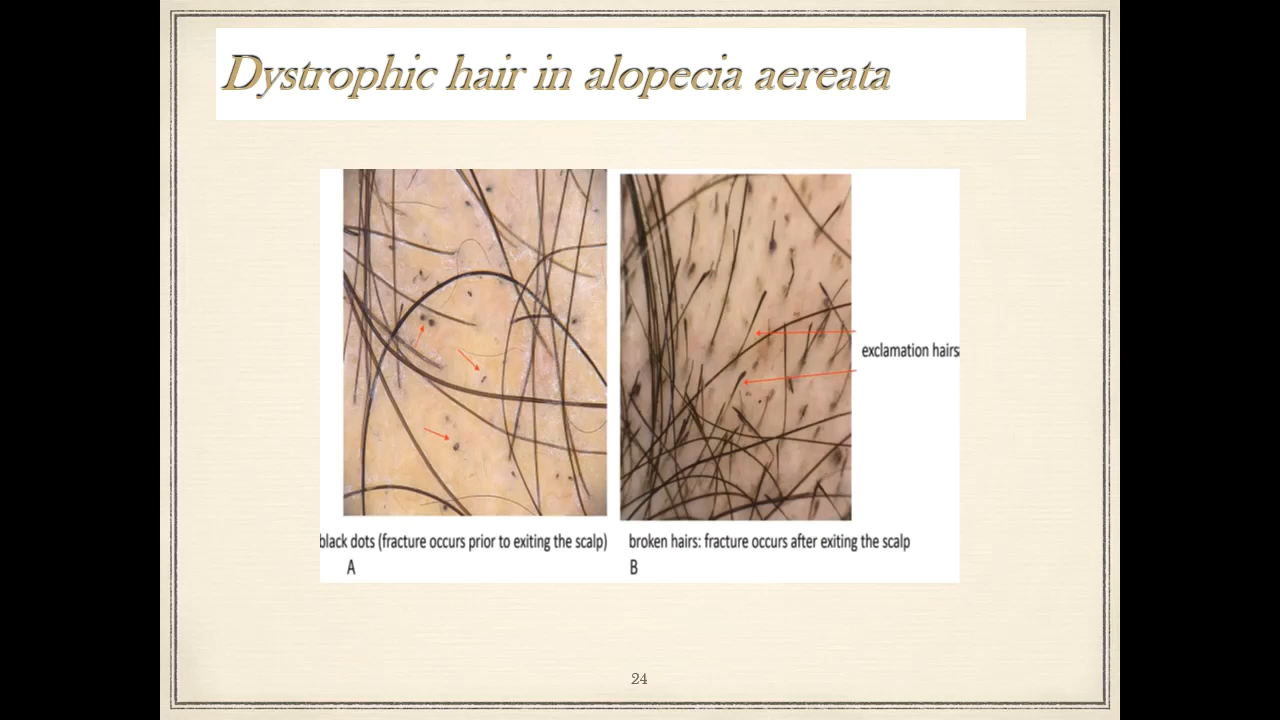 Dystrophic hair in alopecia aereata
exclamation hairs
black dots (fracture occurs prior to exiting the scalp)
broken hairs: fracture occurs after exiting the scalp
A
B
24